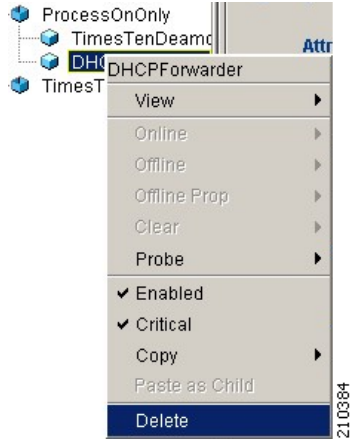 ProcessOnOnly
TimesTenDeamo
Attr
DHC
DHCPForwarder
TimesT
View
Online
Offline
Offline Prop
Clear
Probe
Enabled
Critical
Copy
Paste as Child
Delete
210384